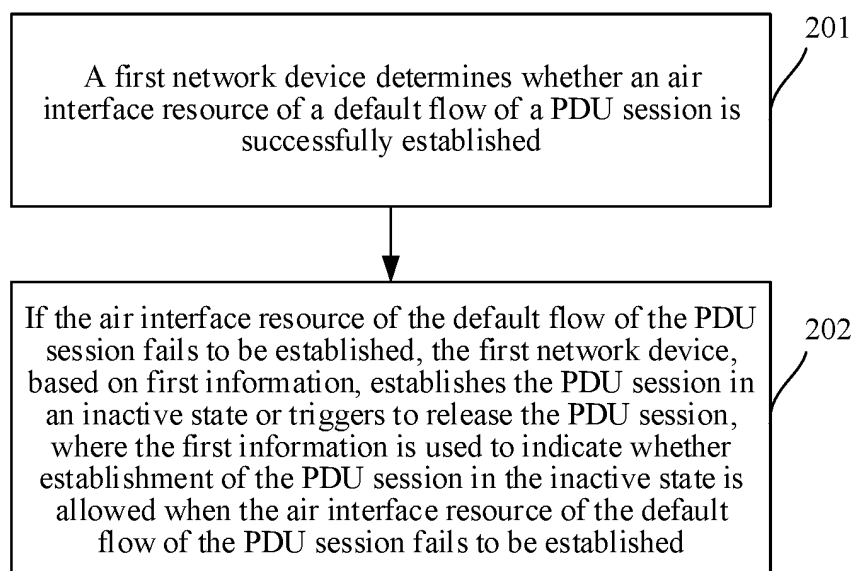 201
A first network device determines whether an air
interface resource of a default flow of a PDU session is
successfully established
202
If the air interface resource of the default flow of the PDU
session fails to be established, the first network device,
based on first information, establishes the PDU session in
an inactive state or triggers to release the PDU session,
where the first information is used to indicate whether
establishment of the PDU session in the inactive state is
allowed when the air interface resource of the default
flow of the PDU session fails to be established